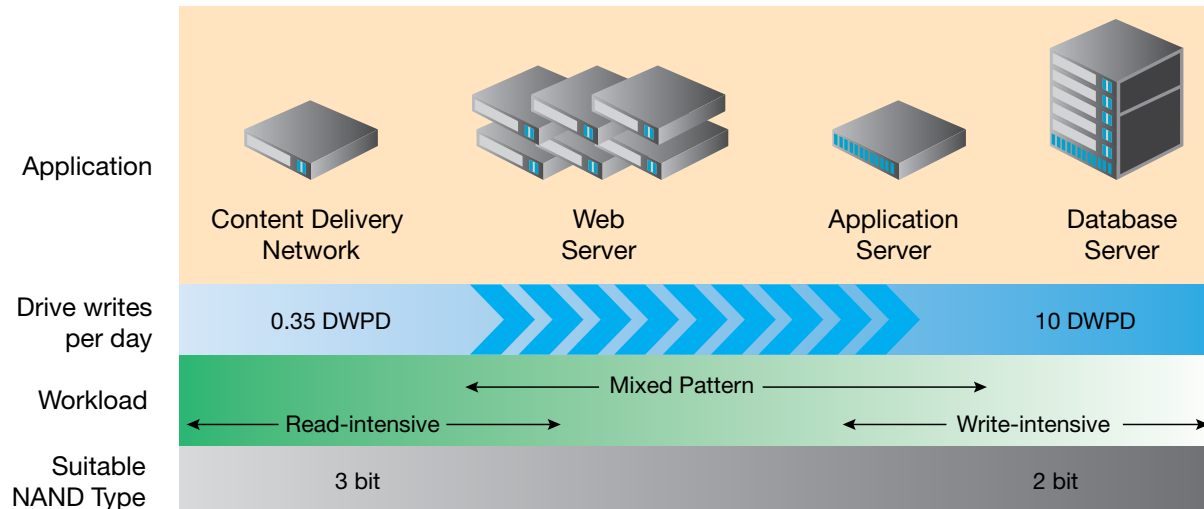 Application
Content Delivery
Network
Web
Server
Application
Server
Database
Server
Drive writes
per day
0.35 DWPD
10 DWPD
Workload
Mixed Pattern
Read-intensive
Write-intensive
Suitable
NAND Type
3 bit
2 bit